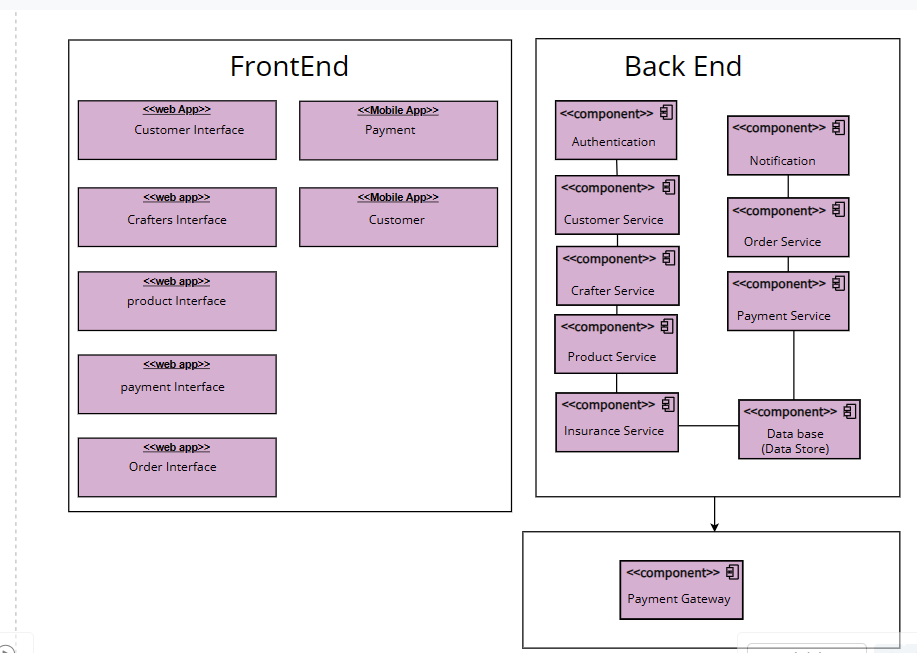 FrontEnd
<<web App>>
Customer Interface
<<Mobile App>>
Payment
<<web app>>
Crafters Interface
<<Mobile App>>
Customer
<<web app>>
product Interface
<<web app>>
payment Interface
<<web app>>
Order Interface
Back End
<<component>>
Authentication
<<component>>
Notification
<<component>>
Customer Service
<<component>>
Order Service
<<component>>
Crafter Service
<<component>>
Payment Service
<<component>>
Product Service
<<component>>
Insurance Service
<<component>>
Data base
(Data Store)
<<component>>
Payment Gateway